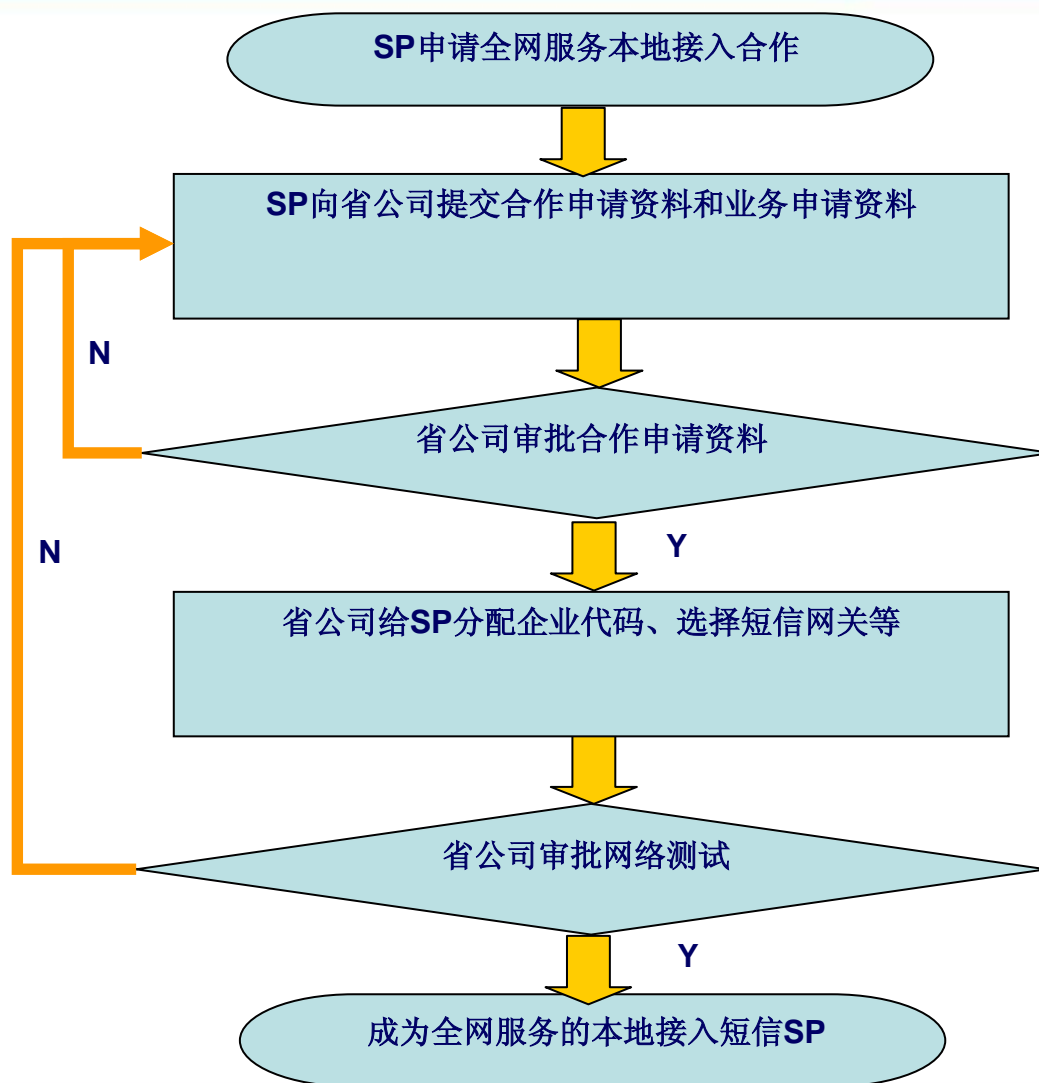 SP申请全网服务本地接入合作
SP向省公司提交合作申请资料和业务申请资料
N
省公司审批合作申请资料
Y
N
省公司给SP分配企业代码、选择短信网关等
省公司审批网络测试
Y
成为全网服务的本地接入短信SP